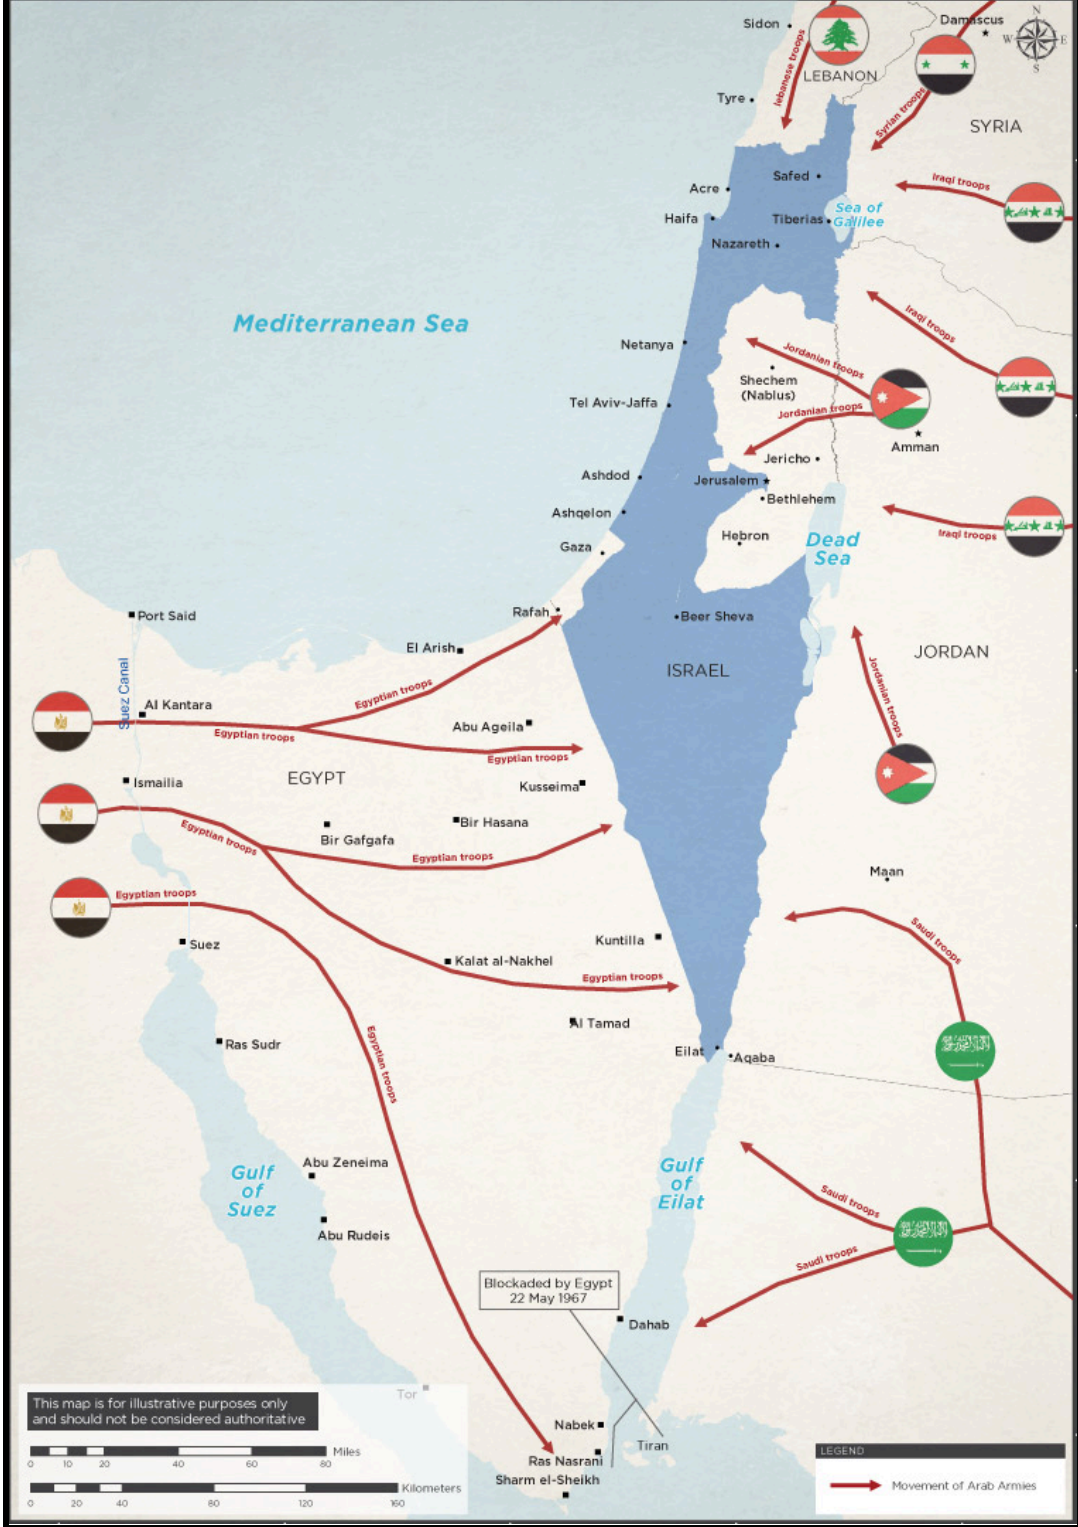 Sidon
Damascus
N
W
E
S
lebanese troops
LEBANON
Syrian troops
Tyre
SYRIA
Safed
Iraqi troops
Acre
Haifa
Tiberias
Sea of
Galilee
Nazareth
Mediterranean Sea
Iraqi troops
Netanya
Jordanian troops
Shechem
(Nablus)
Tel Aviv-Jaffa
Jordanian troops
Amman
Jericho
Ashdod
Jerusalem
Bethlehem
Ashqelon
Iraqi troops
Hebron
Dead
Sea
Gaza
Rafah
Port Said
Beer Sheva
El Arish
ISRAEL
JORDAN
Suez Canal
Jordanian troops
Egyptian troops
Al Kantara
Abu Ageila
Egyptian troops
Egyptian troops
EGYPT
Ismailia
Kusseima
Bir Gafgafa
Bir Hasana
Egyptian troops
Egyptian troops
Maan
Egyptian troops
Saudi troops
Suez
Kuntilla
Kalat al-Nakhel
Egyptian troops
Al Tamad
Ras Sudr
Eilat
Aqaba
Egyptian troops
Abu Zeneima
Gulf
of
Suez
Gulf
of
Eilat
Saudi troops
Abu Rudeis
Saudi troops
Blockaded by Egypt
22 May 1967
Dahab
Tor
This map is for illustrative purposes only
and should not be considered authoritative
Nabek
Tiran
Ras Nasrani
Sharm el-Sheikh
Miles
0 10 20 40 60 80
Kilometers
0 20 40 80 120 160
LEGEND
Movement of Arab Armies